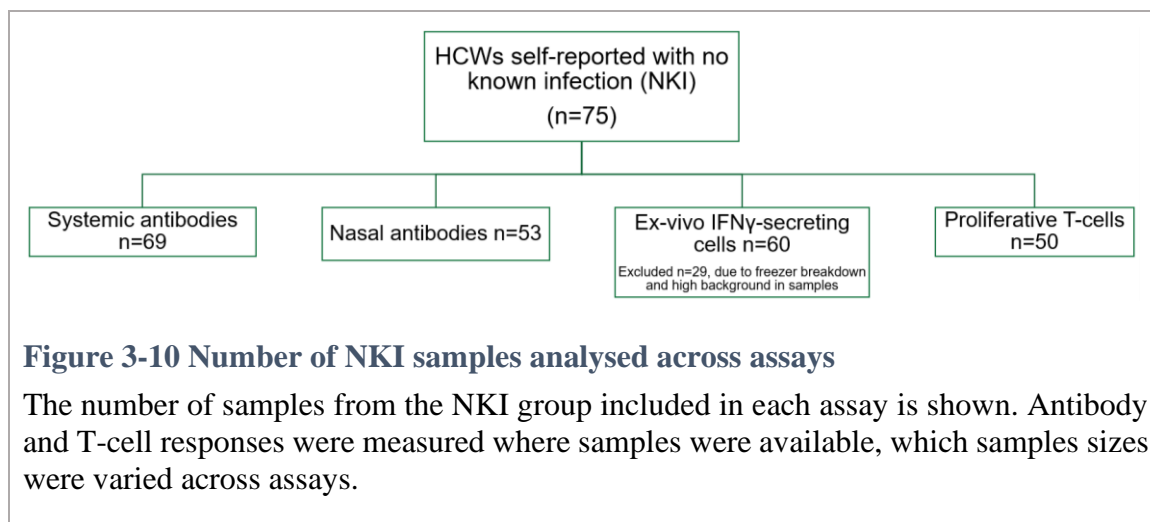 HCWs self-reported with no
known infection (NKI)
(n=75)
Systemic antibodies
n=69
Nasal antibodies n=53
Ex-vivo IFNγ-secreting
cells n=60
Excluded n=29, due to freezer breakdown
and high background in samples
Proliferative T-cells
n=50
Figure 3-10 Number of NKI samples analysed across assays
The number of samples from the NKI group included in each assay is shown. Antibody
and T-cell responses were measured where samples were available, which samples sizes
were varied across assays.